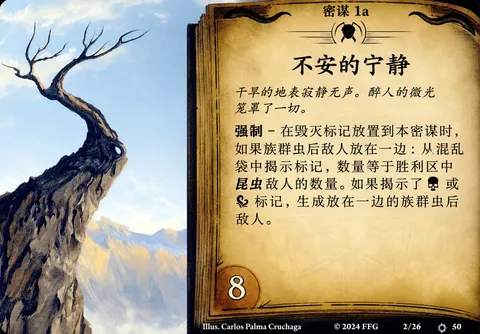 密谋 1a
不安的宁静
干旱的地表寂静无声。醉人的微光
笼罩了一切。
强制 – 在毁灭标记放置到本密谋时,
如果族群虫后敌人放在一边:从混乱
袋中揭示标记,数量等于胜利区中
昆虫敌人的数量。如果揭示了 或
标记,生成放在一边的族群虫后
敌人。
8
Illus. Carlos Palma Cruchaga © 2024 FFG 2/26 50